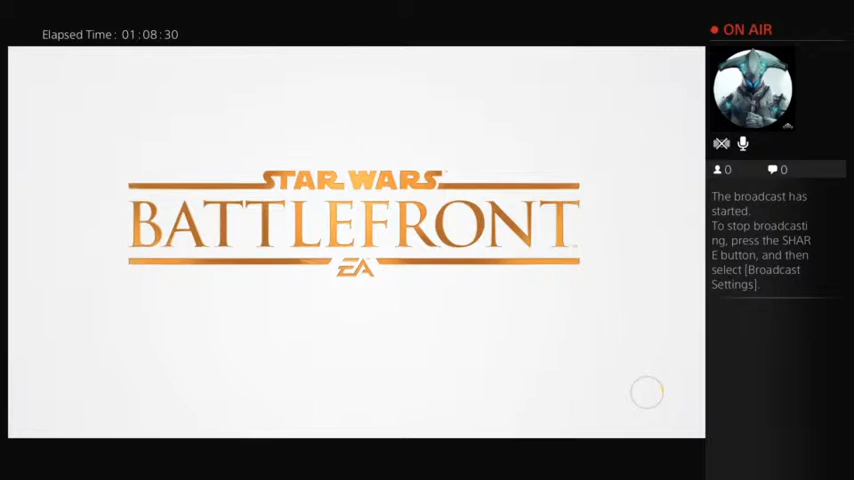 Elapsed Time : 01:08:30
ON AIR
STAR WARS
BATTLEFRONT
EA
0 0
The broadcast has
started.
To stop broadcasti
ng, press the SHAR
E button, and then
select [Broadcast
Settings].